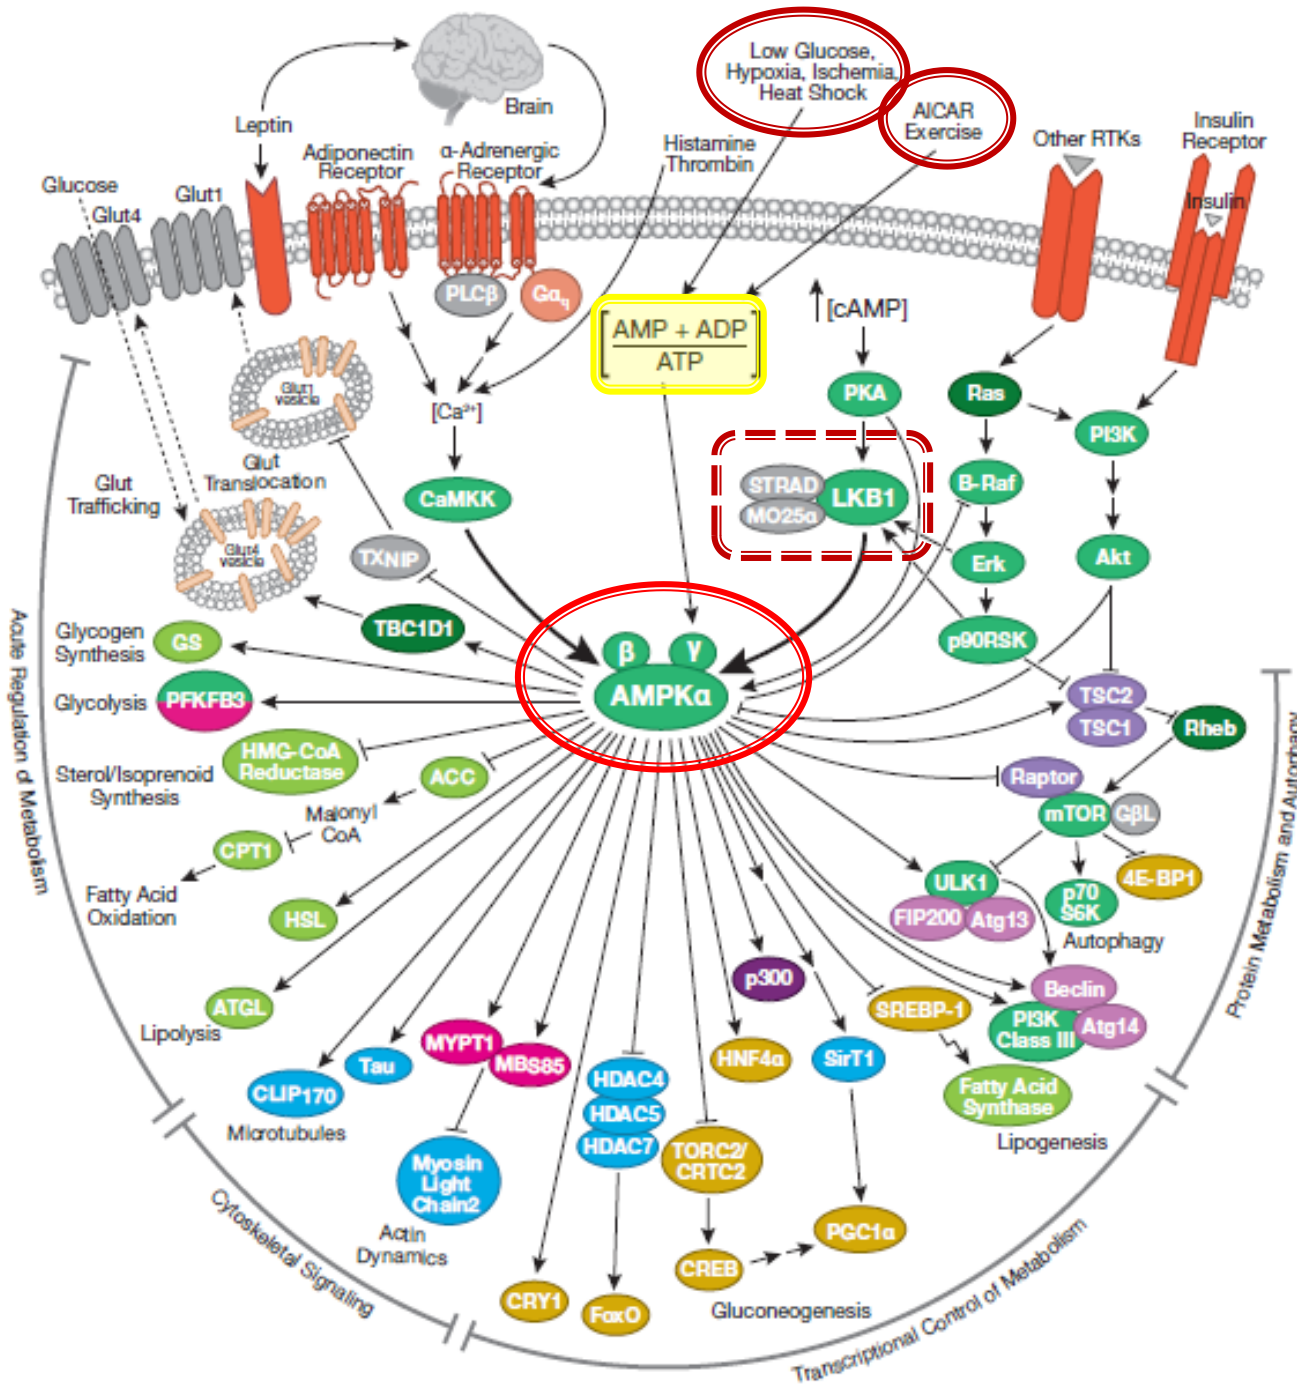 Low Glucose,
Hypoxia, Ischemia,
Heat Shock
Brain
AICAR
Exercise
Leptin
Adiponectin
Receptor
α-Adrenergic
Receptor
Histamine
Thrombin
Other RTKs
Insulin
Receptor
Glucose
Glut4
Glut1
Insulin
PLCβ
Gαq
[cAMP]
[AMP + ADP
ATP]
Glut1
vesicle
[Ca²⁺]
PKA
Ras
PI3K
Glut
Translocation
Glut
Trafficking
CaMKK
STRAD
MO25α
LKB1
B-Raf
Glut4
vesicle
TXNIP
Erk
Akt
TBC1D1
p90RSK
Acute Regulation of Metabolism
Glycogen
Synthesis
GS
β
γ
AMPKα
Glycolysis
PFKFB3
TSC2
TSC1
Rheb
HMG-CoA
Reductase
Sterol/Isoprenoid
Synthesis
ACC
Raptor
mTOR
GβL
Malonyl
CoA
CPT1
Fatty Acid
Oxidation
ULK1
FIP200
Atg13
p70
S6K
4E-BP1
Autophagy
Protein Metabolism and Autophagy
HSL
ATGL
Lipolysis
p300
Beclin
PI3K
Class III
Atg14
SREBP-1
MYPT1
MBS85
Tau
CLIP170
Microtubules
HDAC4
HDAC5
HDAC7
HNF4α
SirT1
Fatty Acid
Synthase
Lipogenesis
Myosin
Light
Chain2
Actin
Dynamics
TORC2/
CRTC2
PGC1α
CREB
Gluconeogenesis
CRY1
FoxO
Cytoskeletal Signaling
Transcriptional Control of Metabolism